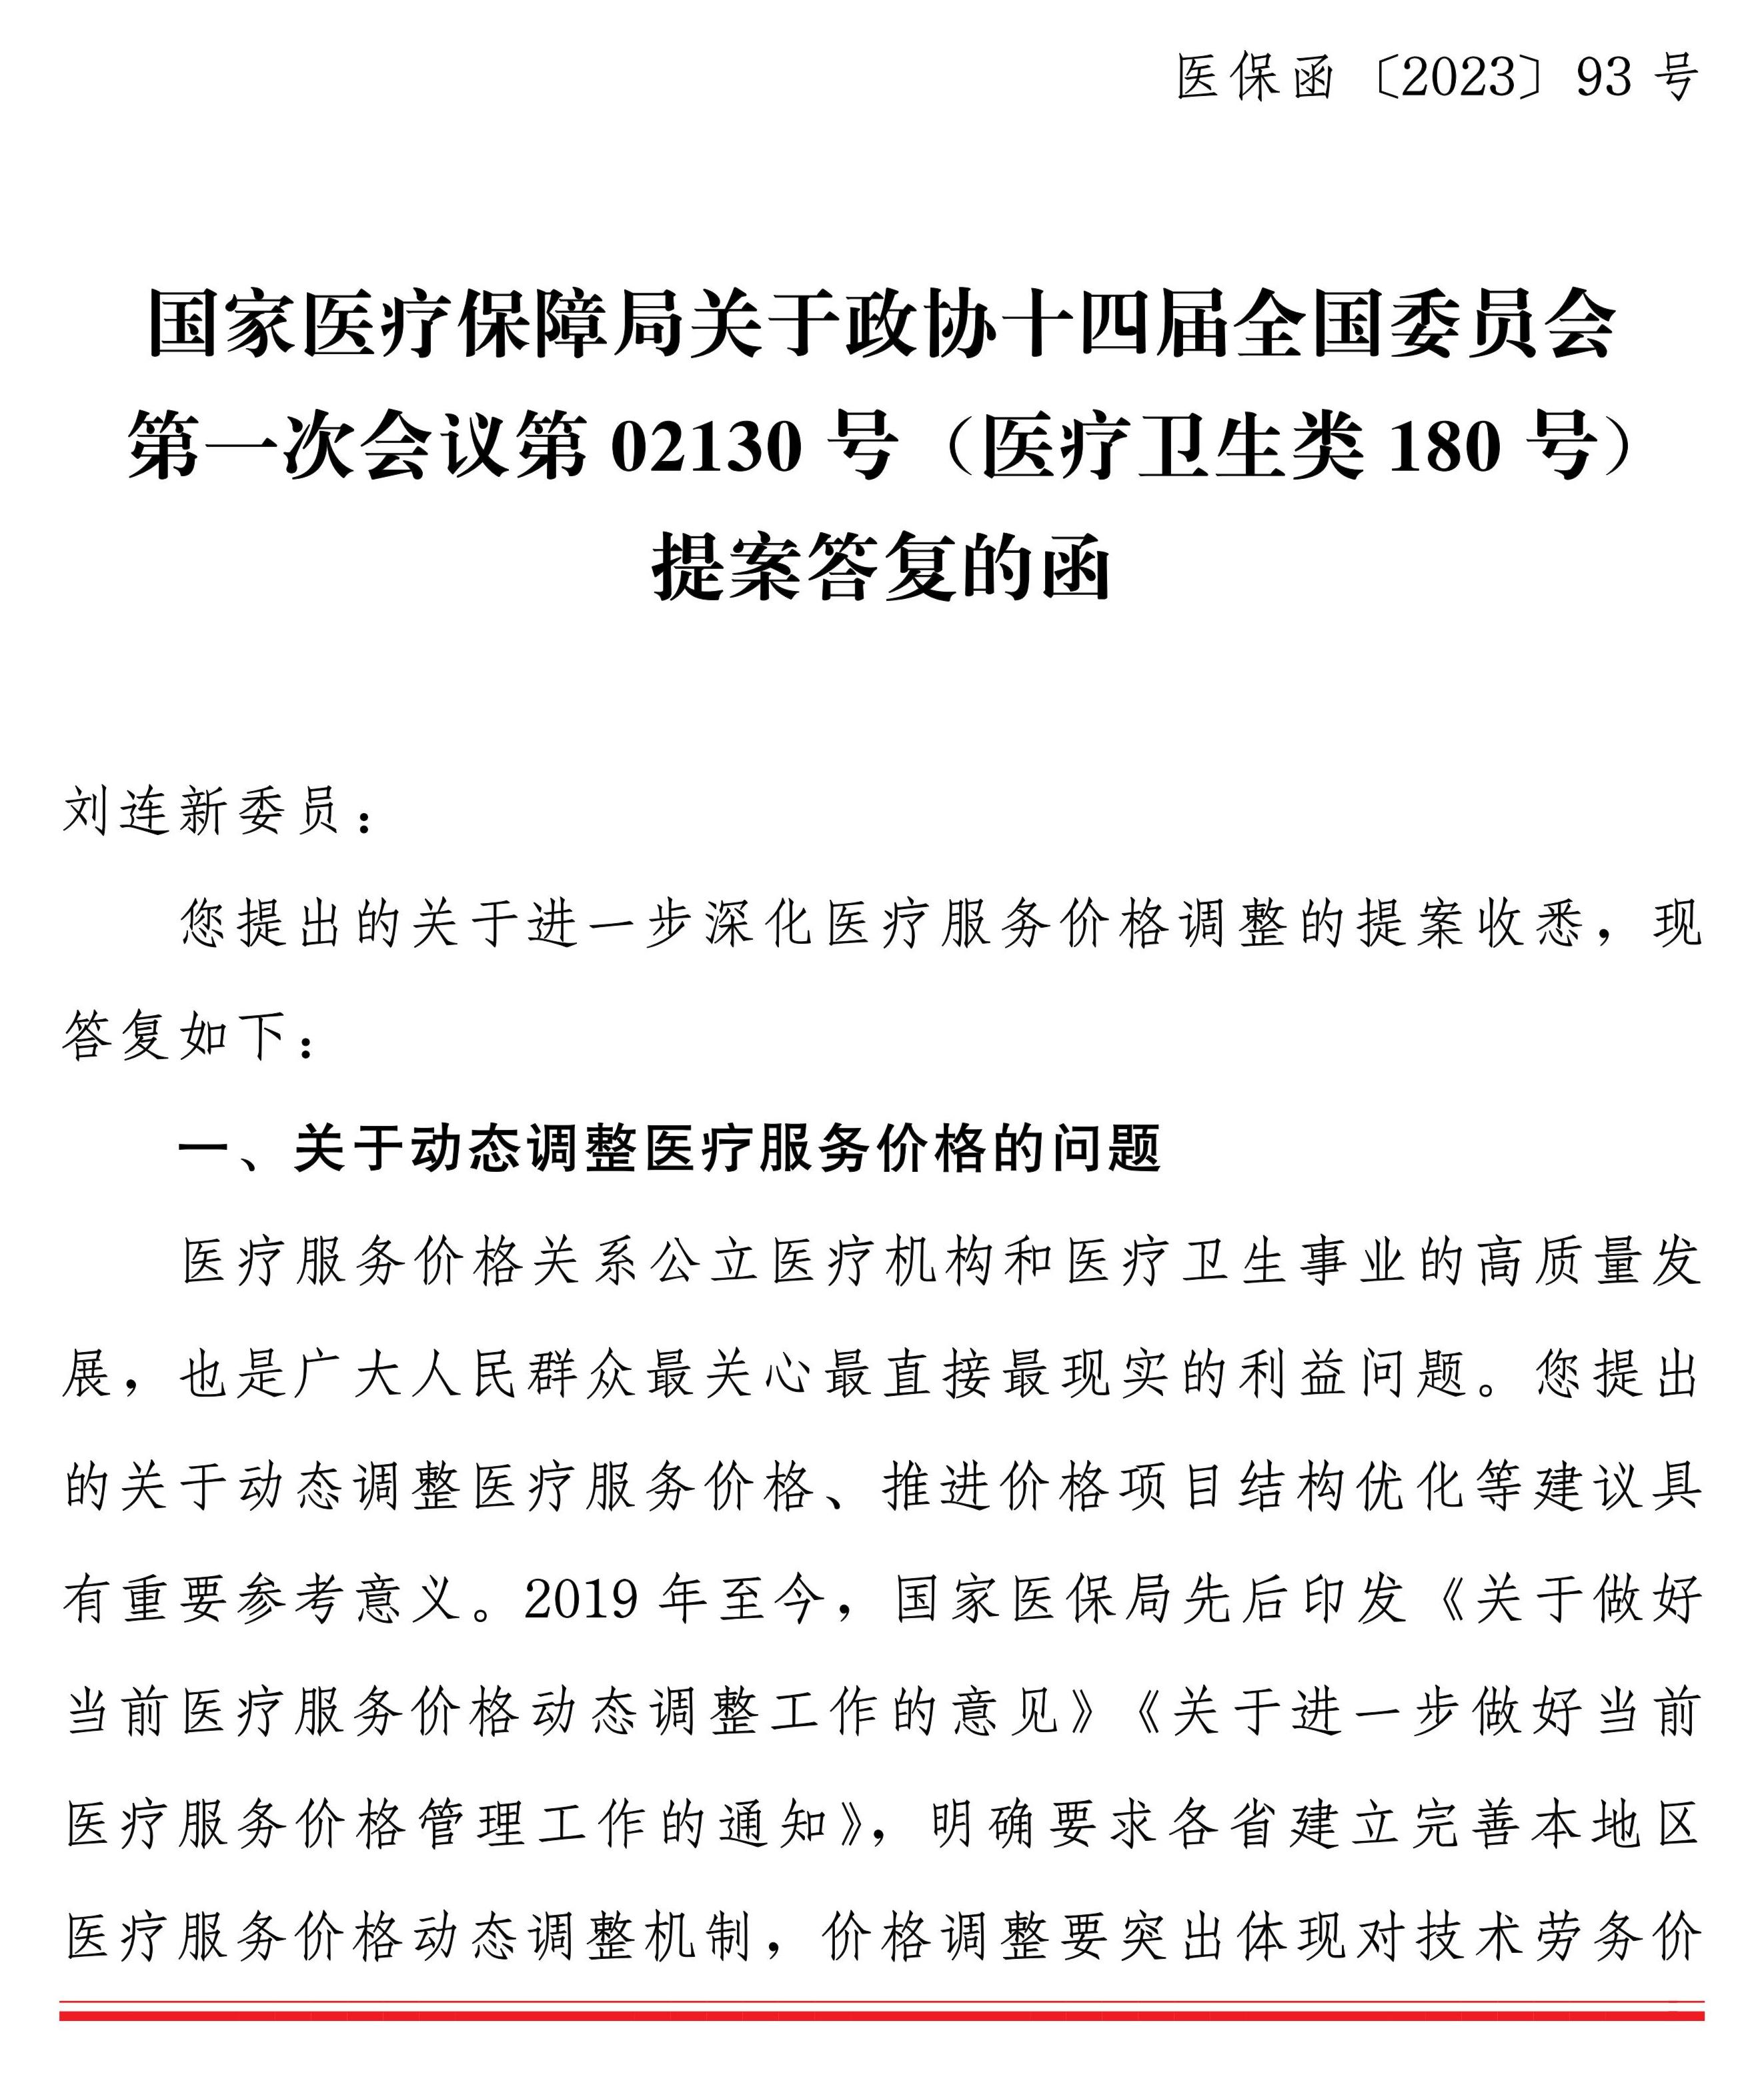 医保函〔2023〕93 号
国家医疗保障局关于政协十四届全国委员会
第一次会议第 02130 号（医疗卫生类 180 号）
提案答复的函
刘连新委员：
您提出的关于进一步深化医疗服务价格调整的提案收悉，现
答复如下：
一、关于动态调整医疗服务价格的问题
医疗服务价格关系公立医疗机构和医疗卫生事业的高质量发
展，也是广大人民群众最关心最直接最现实的利益问题。您提出
的关于动态调整医疗服务价格、推进价格项目结构优化等建议具
有重要参考意义。2019 年至今，国家医保局先后印发《关于做好
当前医疗服务价格动态调整工作的意见》《关于进一步做好当前
医疗服务价格管理工作的通知》，明确要求各省建立完善本地区
医疗服务价格动态调整机制，价格调整要突出体现对技术劳务价